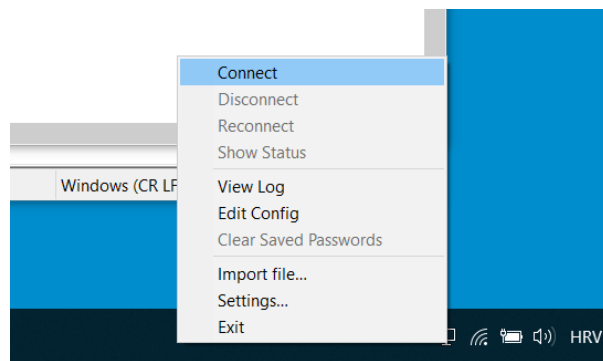 Connect
Disconnect
Reconnect
Show Status
Windows (CR LF
View Log
Edit Config
Clear Saved Passwords
Import file...
Settings...
Exit
HRV